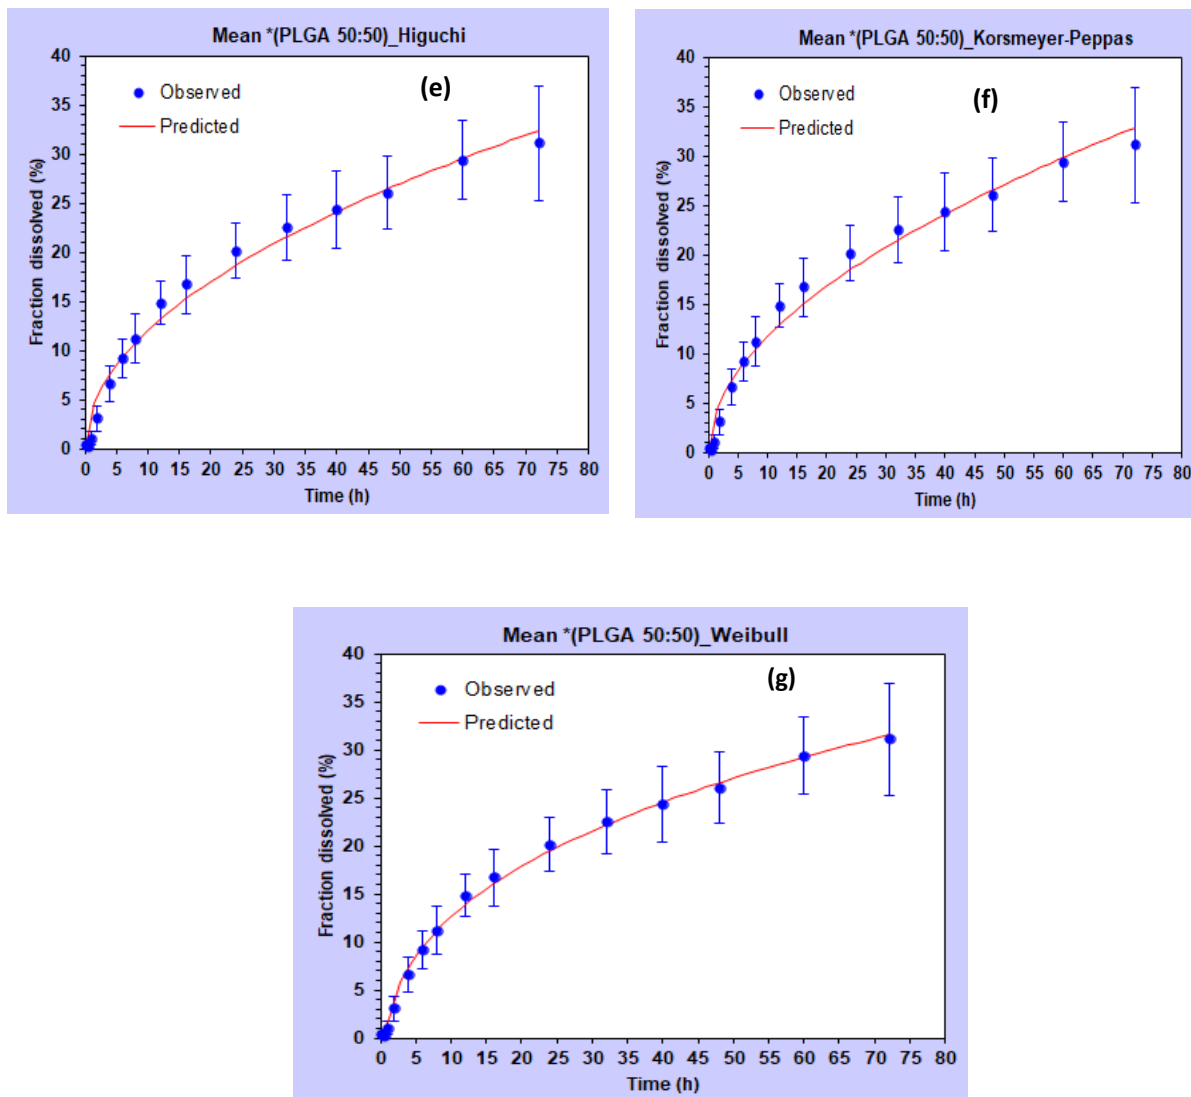 Mean *(PLGA 50:50)_Higuchi
(e)
Observed
Predicted
Fraction dissolved (%)
40
35
30
25
20
15
10
5
0
0 5 10 15 20 25 30 35 40 45 50 55 60 65 70 75 80
Time (h)
Mean *(PLGA 50:50)_Korsmeyer-Peppas
(f)
Observed
Predicted
Fraction dissolved (%)
40
35
30
25
20
15
10
5
0
0 5 10 15 20 25 30 35 40 45 50 55 60 65 70 75 80
Time (h)
Mean *(PLGA 50:50)_Weibull
(g)
Observed
Predicted
Fraction dissolved (%)
40
35
30
25
20
15
10
5
0
0 5 10 15 20 25 30 35 40 45 50 55 60 65 70 75 80
Time (h)